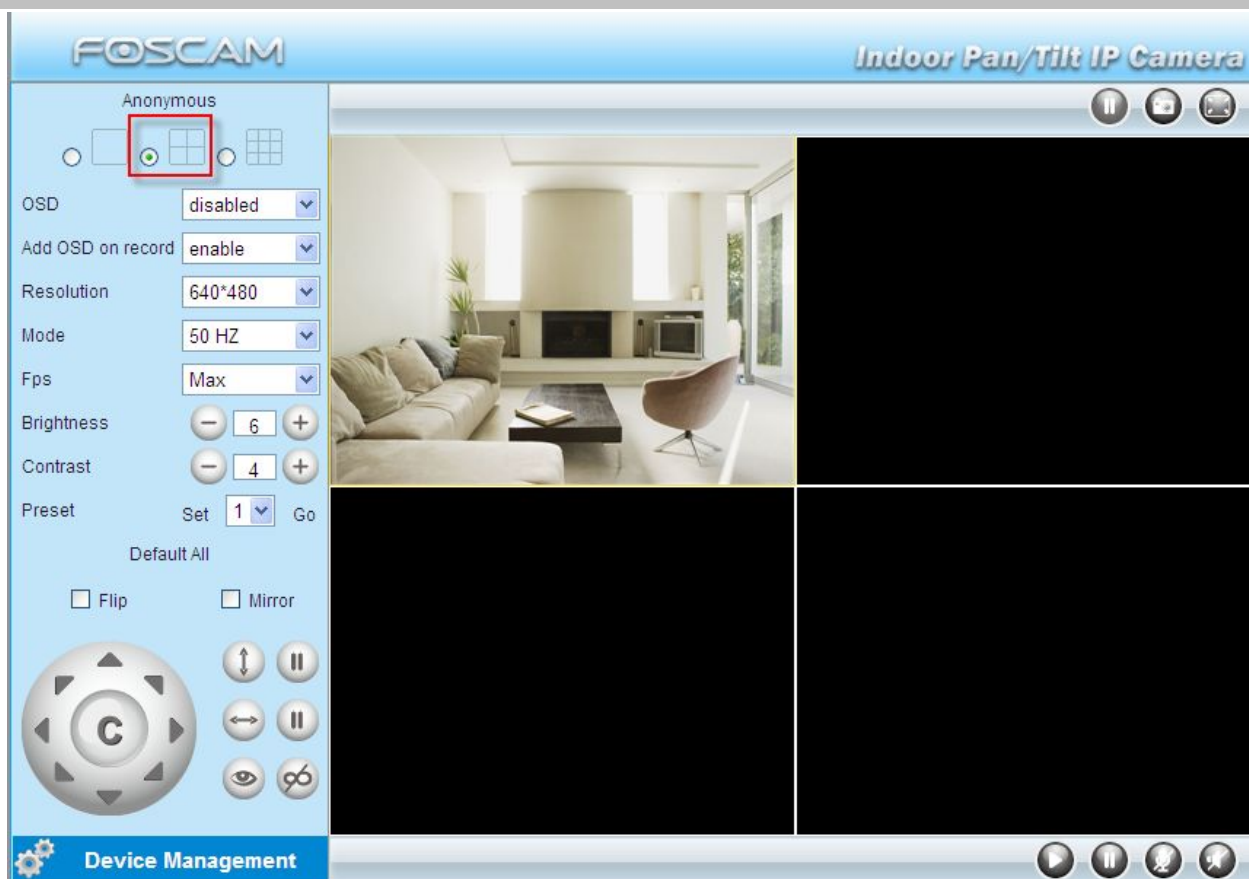 FOSCAM
Indoor Pan/Tilt IP Camera
Anonymous
OSD disabled
Add OSD on record enable
Resolution 640*480
Mode 50 HZ
Fps Max
Brightness 6
Contrast 4
Preset Set 1 Go
Default All
Flip Mirror
C
Device Management